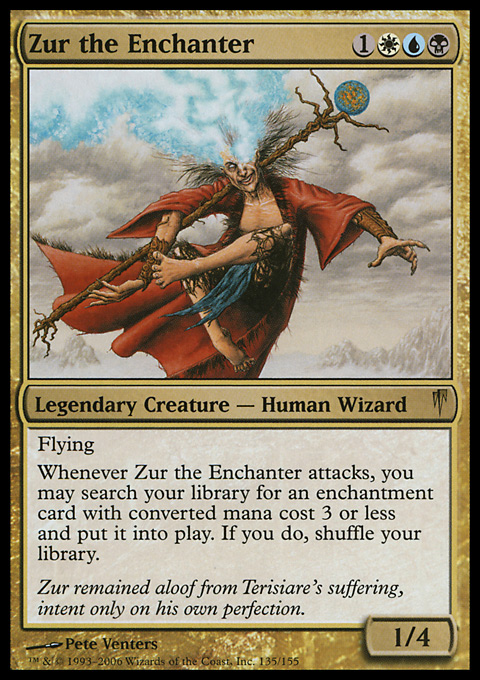 Zur the Enchanter 1
Legendary Creature — Human Wizard
Flying
Whenever Zur the Enchanter attacks, you
may search your library for an enchantment
card with converted mana cost 3 or less
and put it into play. If you do, shuffle your
library.
Zur remained aloof from Terisiare's suffering,
intent only on his own perfection.
Pete Venters
1/4
™ & © 1993–2006 Wizards of the Coast, Inc. 135/155